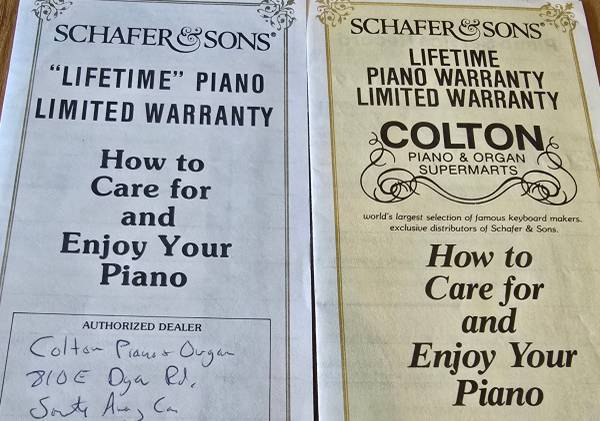 SCHAFER & SONS®
"LIFETIME" PIANO
LIMITED WARRANTY
How to
Care for
and
Enjoy Your
Piano
AUTHORIZED DEALER
Colton Piano & Organ
810 E Dyer Rd,
Santa Ana, Ca
SCHAFER & SONS®
LIFETIME
PIANO WARRANTY
LIMITED WARRANTY
COLTON
PIANO & ORGAN
SUPERMARTS
world's largest selection of famous keyboard makers.
exclusive distributors of Schafer & Sons.
How to
Care for
and
Enjoy Your
Piano